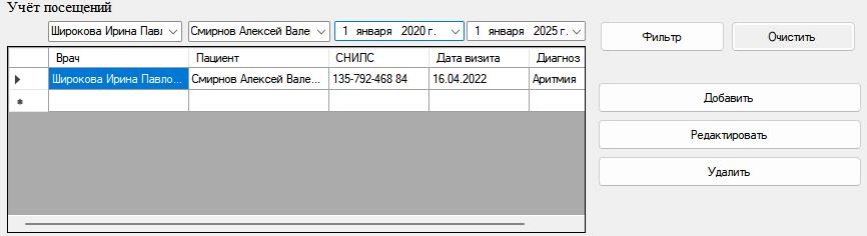 Учёт посещений
Широкова Ирина Павл Смирнов Алексей Вале 1 января 2020 г. 1 января 2025 г. Фильтр Очистить
Врач Пациент СНИЛС Дата визита Диагноз
Широкова Ирина Павло... Смирнов Алексей Вале... 135-792-468 84 16.04.2022 Аритмия
Добавить
Редактировать
Удалить